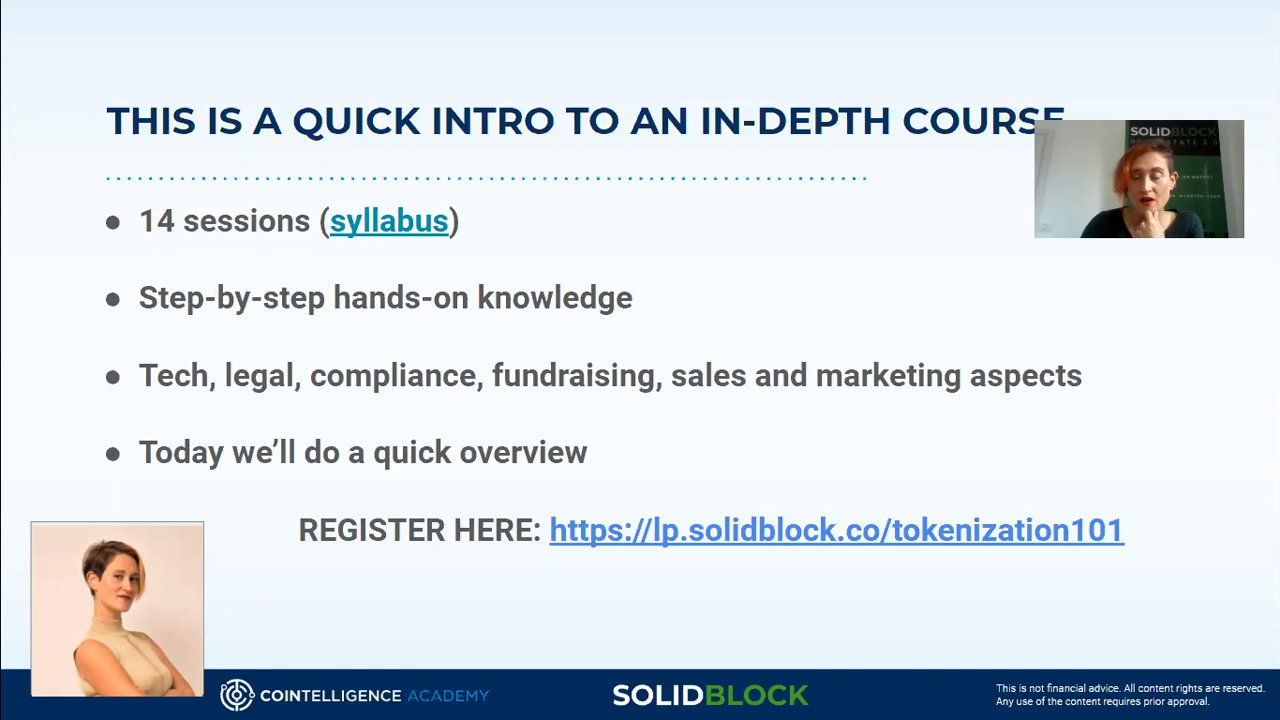 THIS IS A QUICK INTRO TO AN IN-DEPTH COURSE
SOLIDBLOCK
● 14 sessions (syllabus)
● Step-by-step hands-on knowledge
● Tech, legal, compliance, fundraising, sales and marketing aspects
● Today we’ll do a quick overview
REGISTER HERE: https://lp.solidblock.co/tokenization101
COINTELLIGENCE ACADEMY
SOLIDBLOCK
This is not financial advice. All content rights are reserved.
Any use of the content requires prior approval.